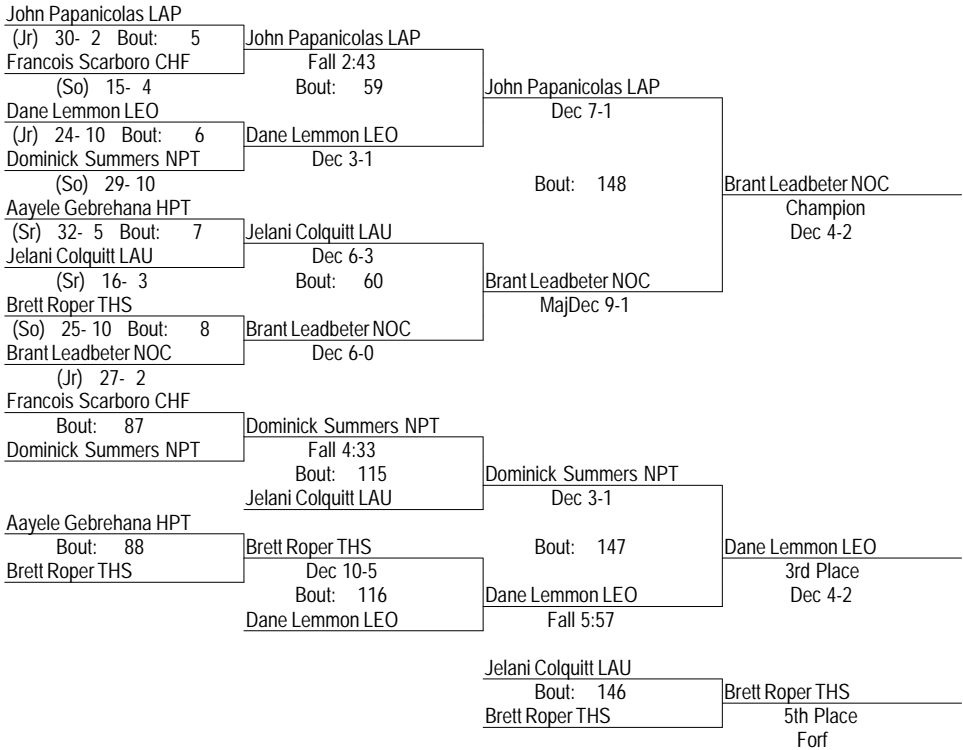 John Papanicolas LAP
(Jr) 30- 2 Bout: 5 John Papanicolas LAP
Francois Scarboro CHF Fall 2:43
(So) 15- 4 Bout: 59 John Papanicolas LAP
Dane Lemmon LEO Dec 7-1
(Jr) 24- 10 Bout: 6 Dane Lemmon LEO
Dominick Summers NPT Dec 3-1
(So) 29- 10 Bout: 148 Brant Leadbeter NOC
Aayele Gebrehana HPT Champion
(Sr) 32- 5 Bout: 7 Jelani Colquitt LAU Dec 4-2
Jelani Colquitt LAU Dec 6-3
(Sr) 16- 3 Bout: 60 Brant Leadbeter NOC
Brett Roper THS MajDec 9-1
(So) 25- 10 Bout: 8 Brant Leadbeter NOC
Brant Leadbeter NOC Dec 6-0
(Jr) 27- 2
Francois Scarboro CHF
Bout: 87 Dominick Summers NPT
Dominick Summers NPT Fall 4:33
Bout: 115 Dominick Summers NPT
Jelani Colquitt LAU Dec 3-1
Aayele Gebrehana HPT
Bout: 88 Brett Roper THS Bout: 147 Dane Lemmon LEO
Brett Roper THS Dec 10-5 3rd Place
Bout: 116 Dane Lemmon LEO Dec 4-2
Dane Lemmon LEO Fall 5:57
Jelani Colquitt LAU
Bout: 146 Brett Roper THS
Brett Roper THS 5th Place
Forf